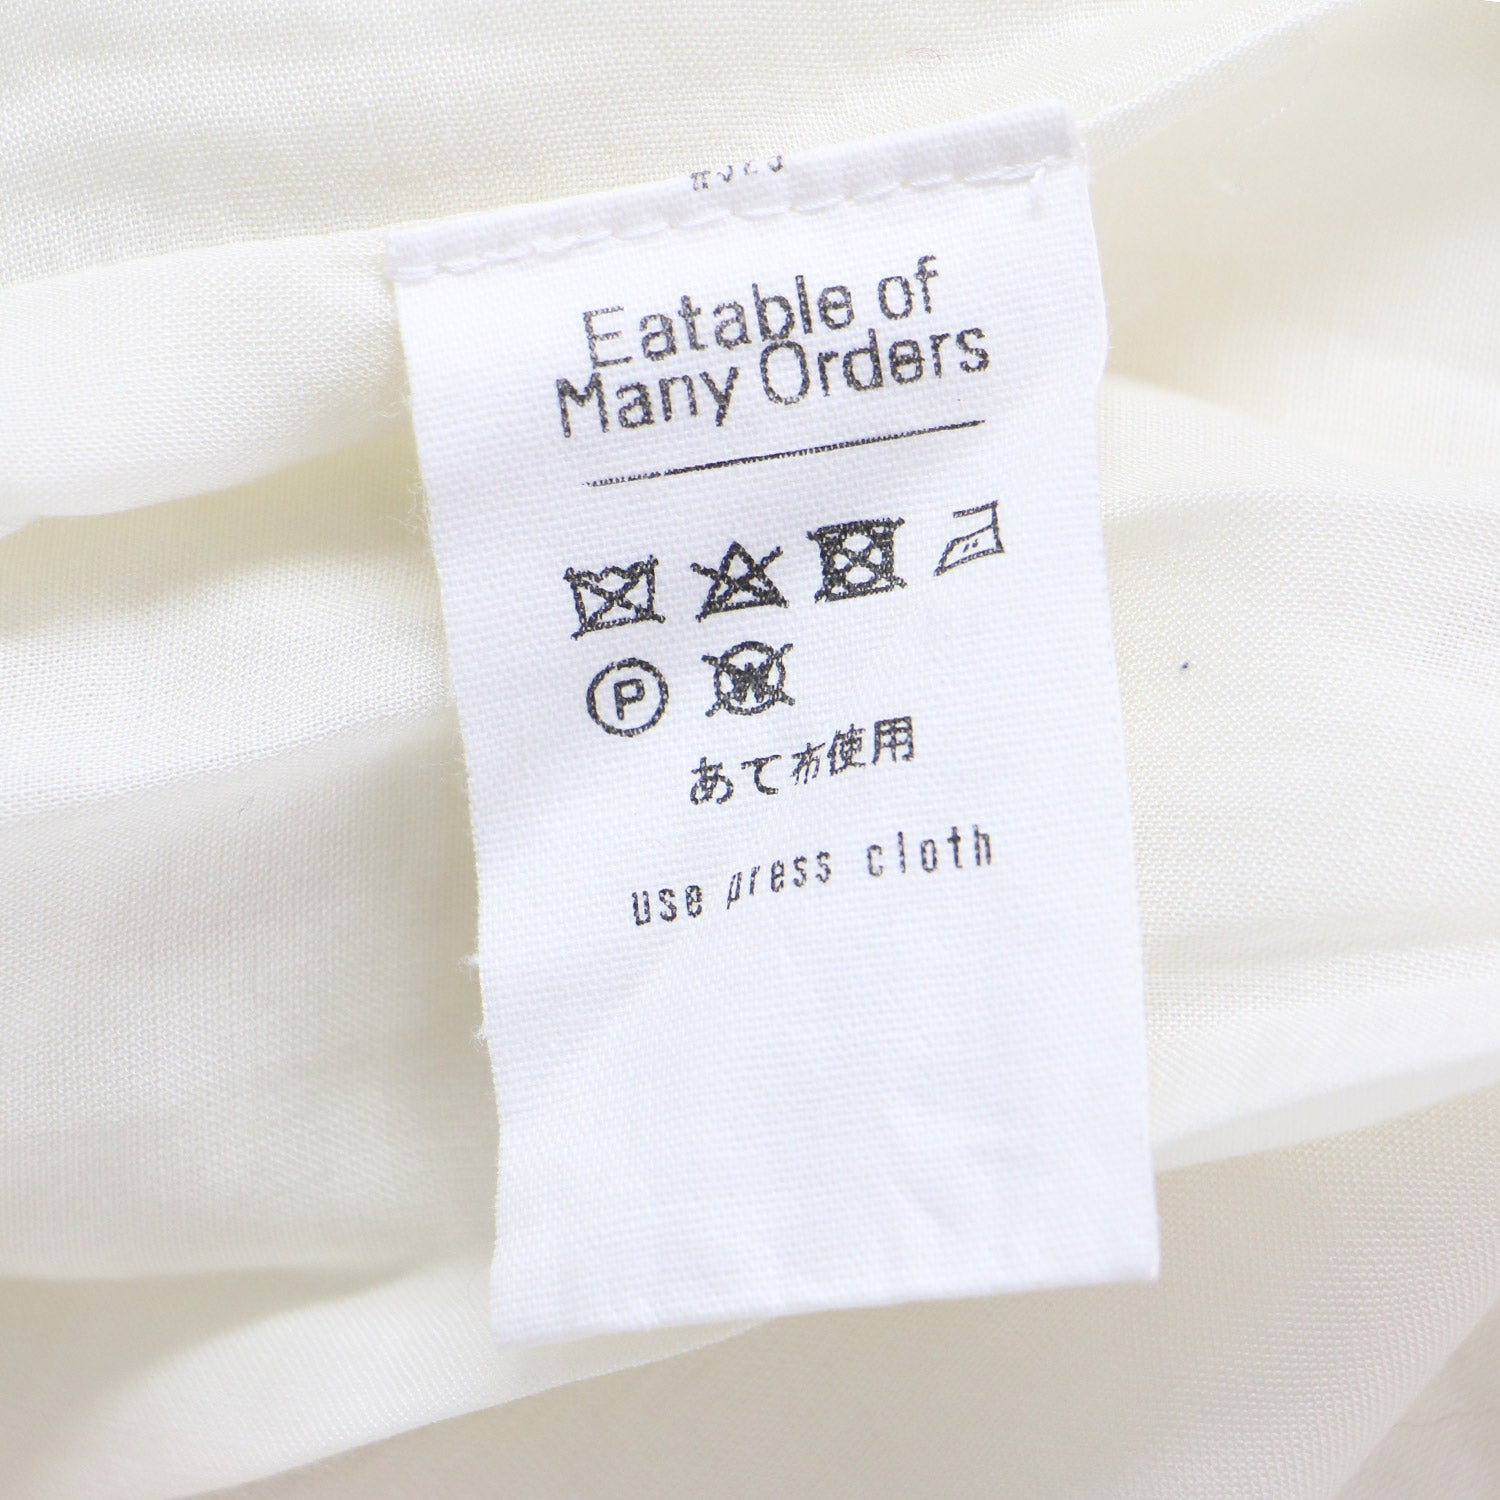 Eatable of
Many Orders
P W
あて布使用
use press cloth